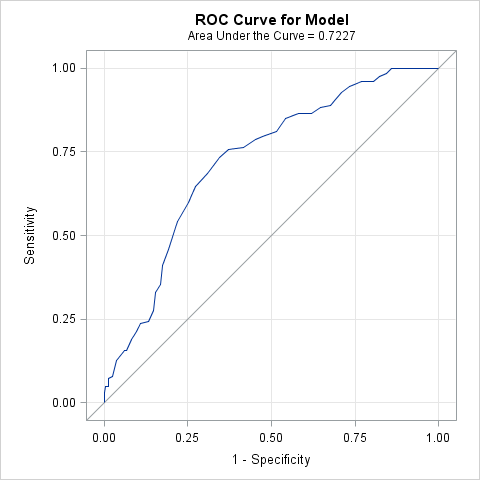 ROC Curve for Model
Area Under the Curve = 0.7227
1.00
0.75
0.50
0.25
0.00
Sensitivity
0.00 0.25 0.50 0.75 1.00
1 - Specificity